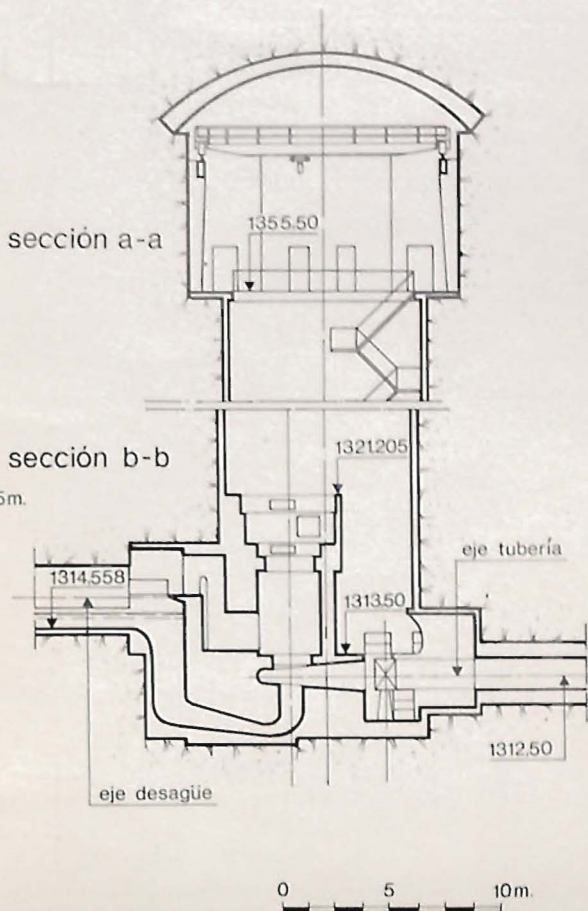 1355.50
sección a-a
sección b-b
5m.
1321.205
eje tubería
1314.558
1313.50
1312.50
eje desagüe
0 5 10m.